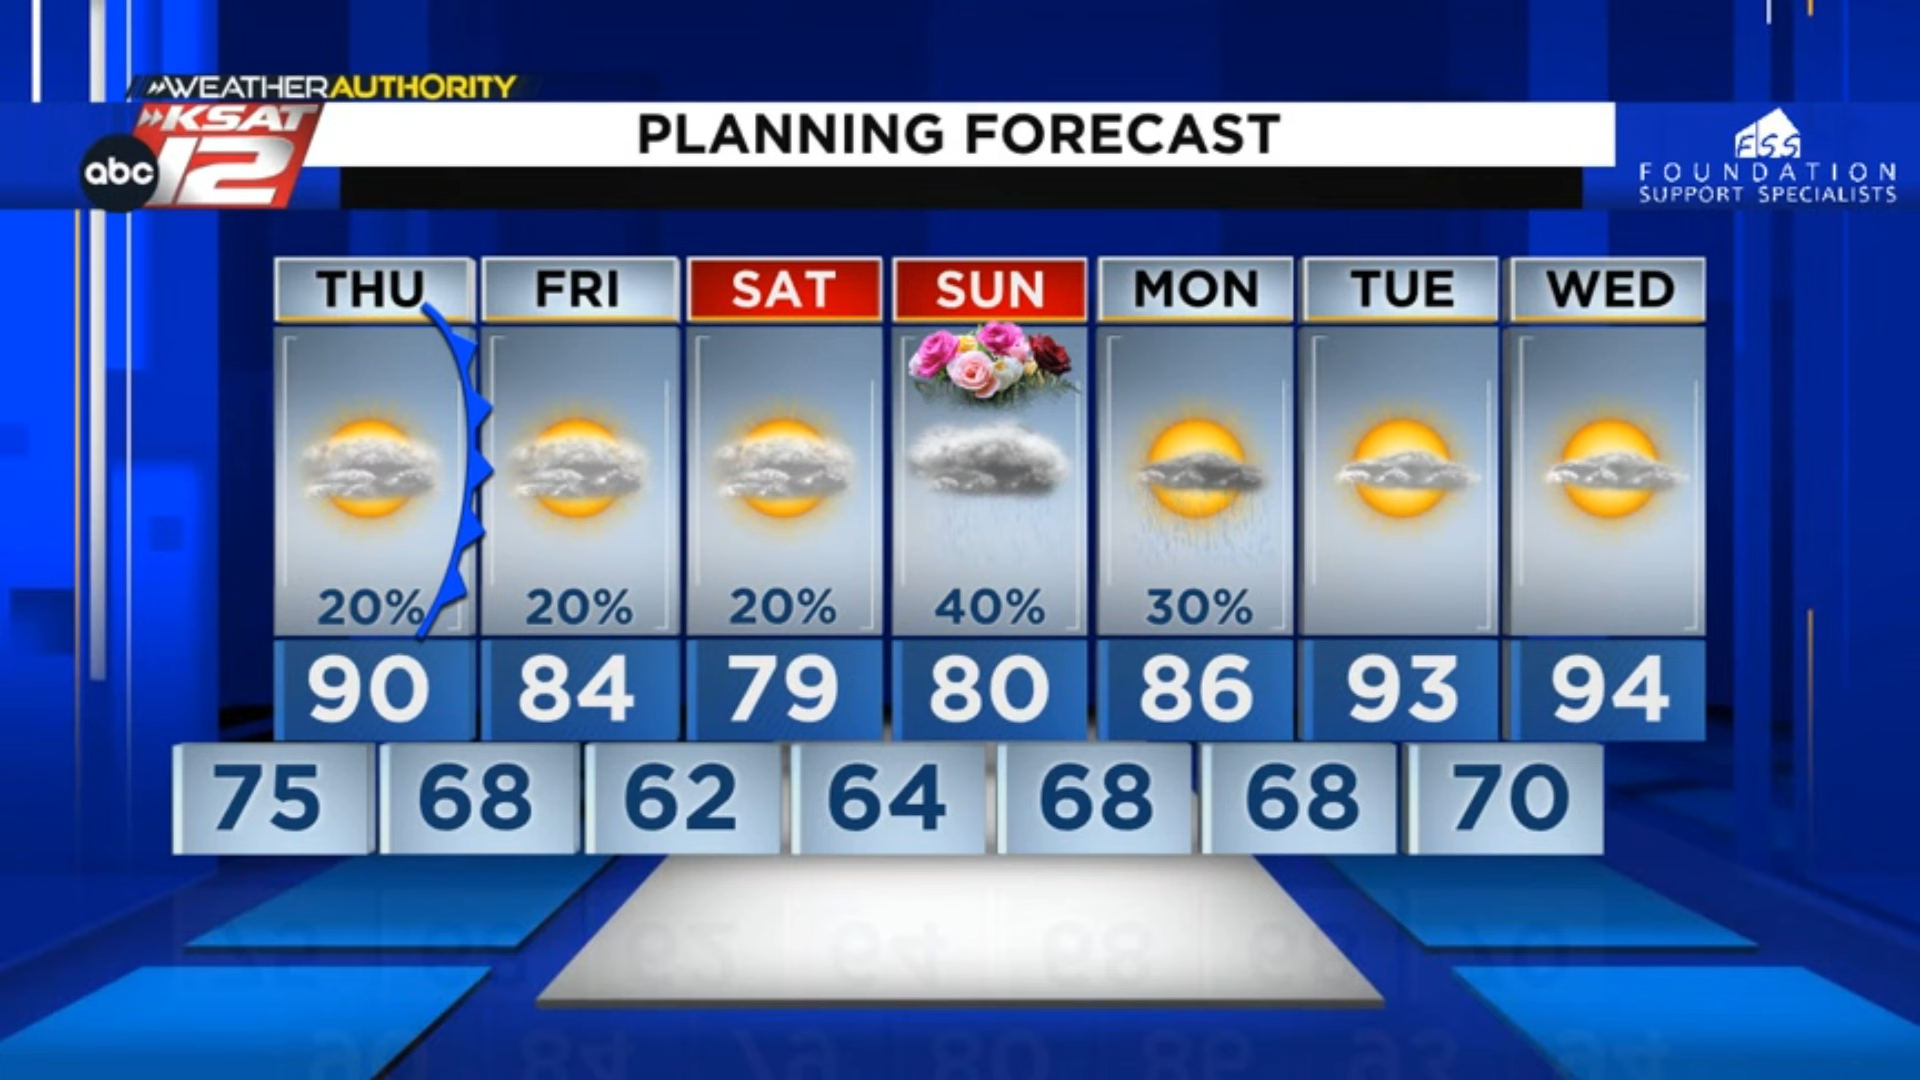 WEATHERAUTHORITY
KSAT
abc 12
PLANNING FORECAST
FSS
FOUNDATION
SUPPORT SPECIALISTS
THU FRI SAT SUN MON TUE WED
20% 20% 20% 40% 30%
90 84 79 80 86 93 94
75 68 62 64 68 68 70